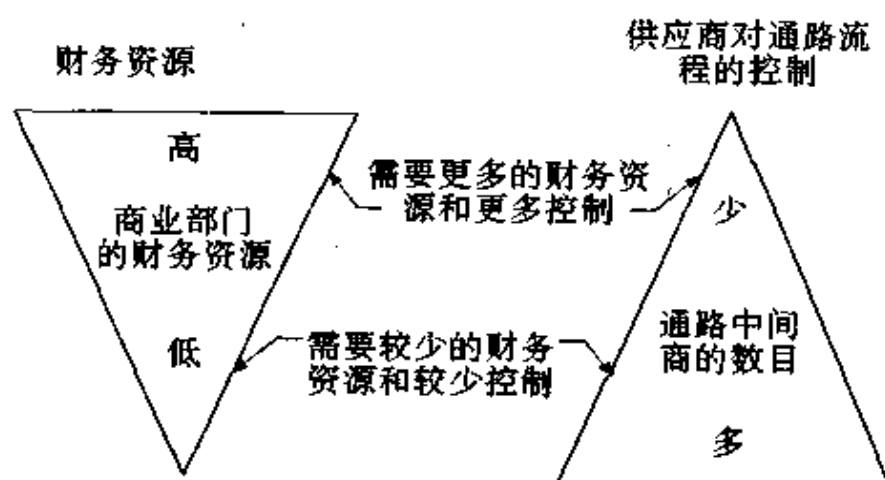 财务资源
供应商对通路流
程的控制
高
商业部门
的财务资源
低
需要更多的财务资
源和更多控制
需要较少的财务
资源和较少控制
少
通路中间
商的数目
多